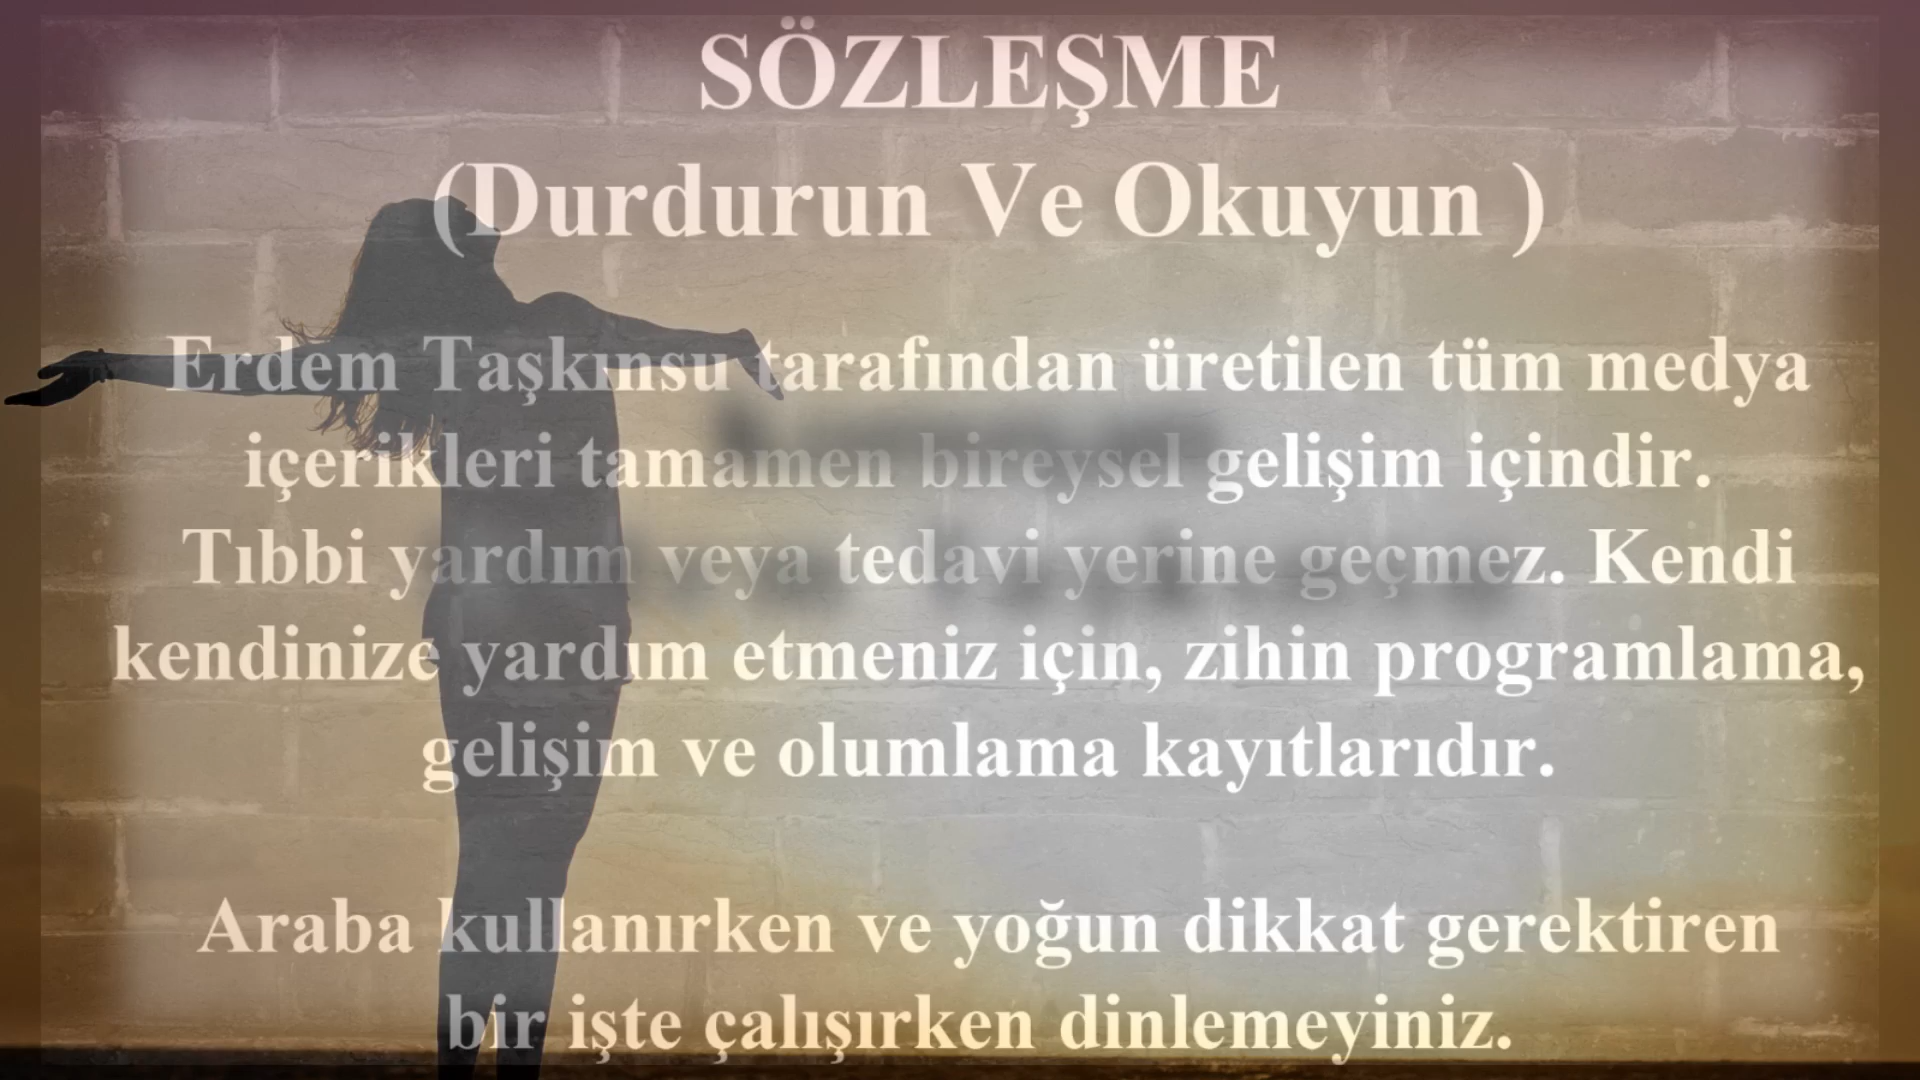 SÖZLEŞME
(Durdurun Ve Okuyun )
Erdem Taşkınsu tarafından üretilen tüm medya
içerikleri tamamen bireysel gelişim içindir.
Tıbbi yardım veya tedavi yerine geçmez. Kendi
kendinize yardım etmeniz için, zihin programlama,
gelişim ve olumlama kayıtlarıdır.
Araba kullanırken ve yoğun dikkat gerektiren
bir işte çalışırken dinlemeyiniz.